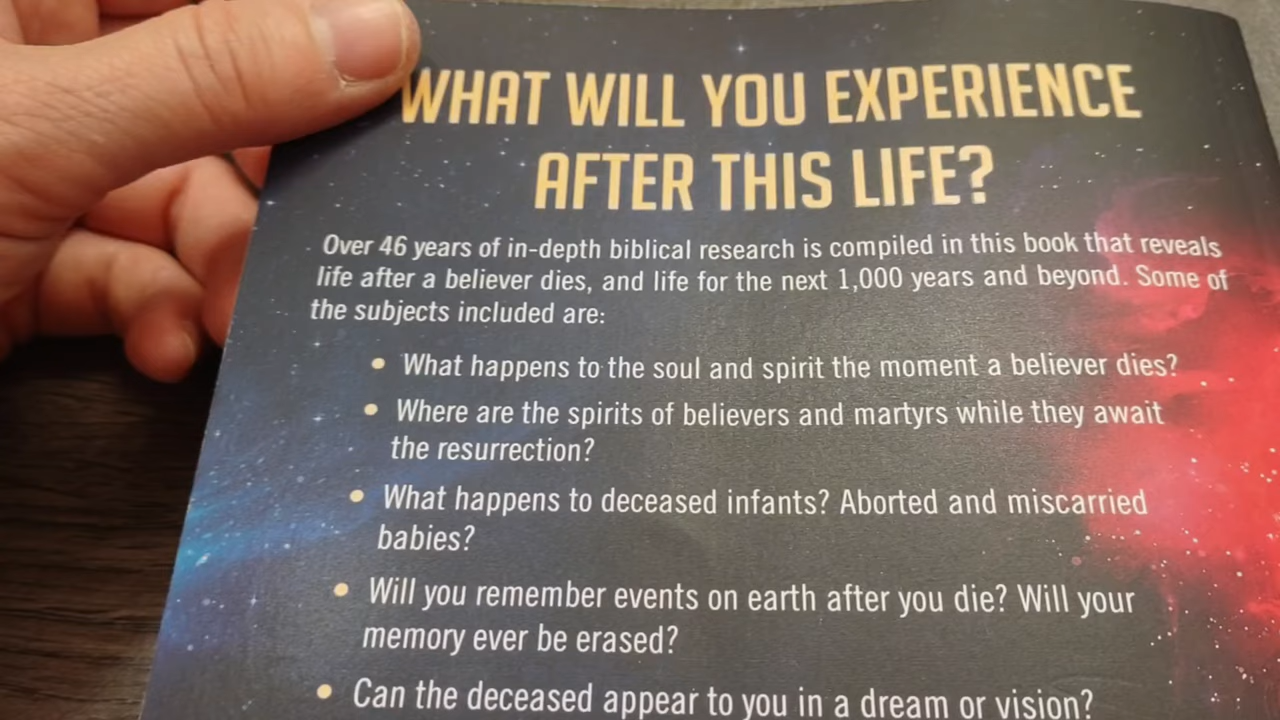 WHAT WILL YOU EXPERIENCE
AFTER THIS LIFE?
Over 46 years of in-depth biblical research is compiled in this book that reveals
life after a believer dies, and life for the next 1,000 years and beyond. Some of
the subjects included are:
• What happens to the soul and spirit the moment a believer dies?
• Where are the spirits of believers and martyrs while they await
the resurrection?
• What happens to deceased infants? Aborted and miscarried
babies?
• Will you remember events on earth after you die? Will your
memory ever be erased?
• Can the deceased appear to you in a dream or vision?